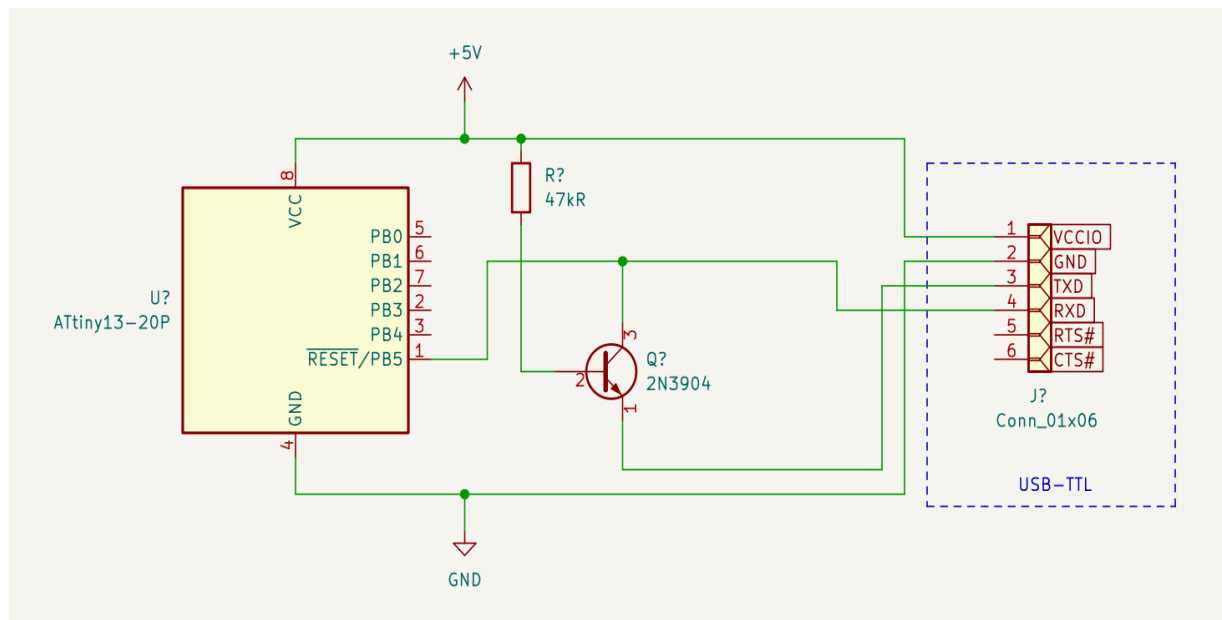 +5V
R?
47kR
8
VCC
PB0 5
PB1 6
PB2 7
PB3 2
PB4 3
RESET/PB5 1
GND
4
U?
ATtiny13-20P
3
2
1
Q?
2N3904
1 VCCIO
2 GND
3 TXD
4 RXD
5 RTS#
6 CTS#
J?
Conn_01x06
USB-TTL
GND